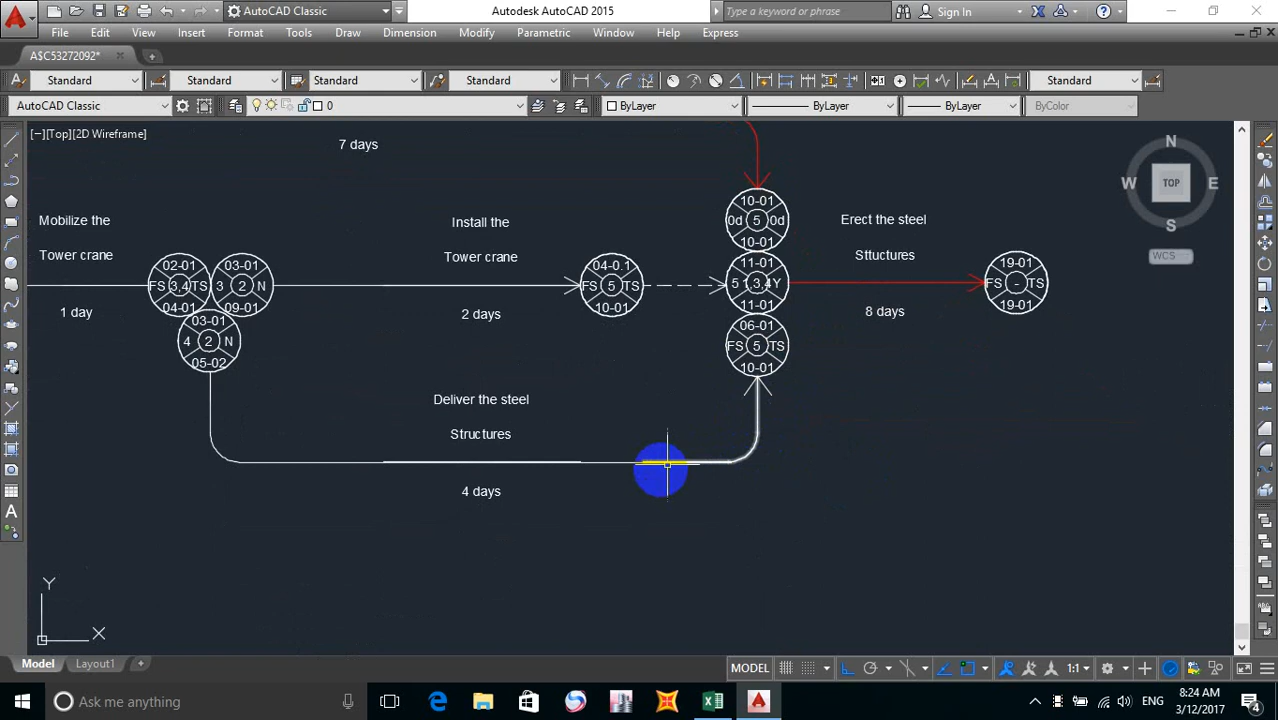 AutoCAD Classic
Autodesk AutoCAD 2015
Type a keyword or phrase
Sign In
File Edit View Insert Format Tools Draw Dimension Modify Parametric Window Help Express
A$C53272092*
Standard Standard Standard Standard Standard
AutoCAD Classic 0 ByLayer ByLayer ByLayer ByColor
[−][Top][2D Wireframe]
N
W TOP E
S
WCS
7 days
Mobilize the
Tower crane
1 day
02-01
FS 3,4 TS
04-01
03-01
3 2 N
09-01
03-01
4 2 N
05-02
Install the
Tower crane
2 days
04-0.1
FS 5 TS
10-01
10-01
0d 5 0d
10-01
11-01
5 1,3,4 Y
11-01
06-01
FS 5 TS
10-01
Erect the steel
Sttuctures
8 days
19-01
FS - TS
19-01
Deliver the steel
Structures
4 days
Y
X
Model Layout1
MODEL 1:1
Ask me anything
ENG
8:24 AM
3/12/2017
4